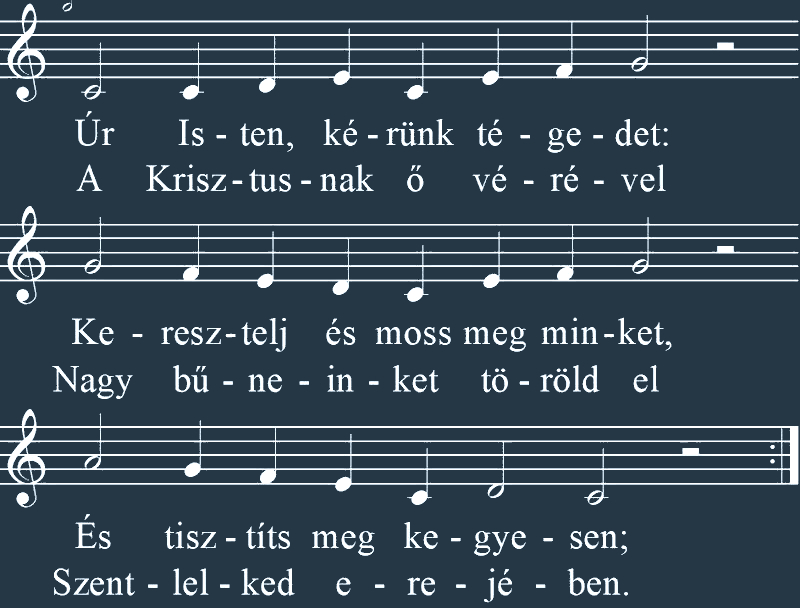 Úr Is - ten, ké - rünk té - ge - det:
A Krisz - tus - nak ő vé - ré - vel
Ke - resz - telj és moss meg min - ket,
Nagy bű - ne - in - ket tö - röld el
És tisz - títs meg ke - gye - sen;
Szent - lel - ked e - re - jé - ben.